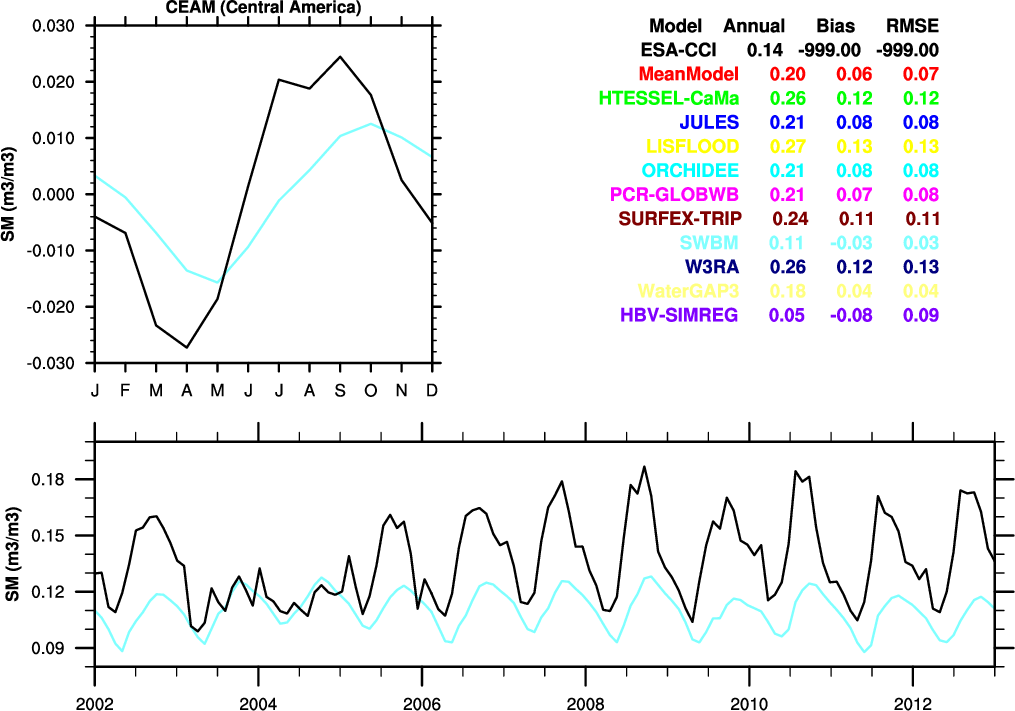 CEAM (Central America)
SM (m3/m3)
0.030
0.020
0.010
0.000
-0.010
-0.020
-0.030
J F M A M J J A S O N D
Model Annual Bias RMSE
ESA-CCI 0.14 -999.00 -999.00
MeanModel 0.20 0.06 0.07
HTESSEL-CaMa 0.26 0.12 0.12
JULES 0.21 0.08 0.08
LISFLOOD 0.27 0.13 0.13
ORCHIDEE 0.21 0.08 0.08
PCR-GLOBWB 0.21 0.07 0.08
SURFEX-TRIP 0.24 0.11 0.11
SWBM 0.11 -0.03 0.03
W3RA 0.26 0.12 0.13
WaterGAP3 0.18 0.04 0.04
HBV-SIMREG 0.05 -0.08 0.09
SM (m3/m3)
0.18
0.15
0.12
0.09
2002 2004 2006 2008 2010 2012